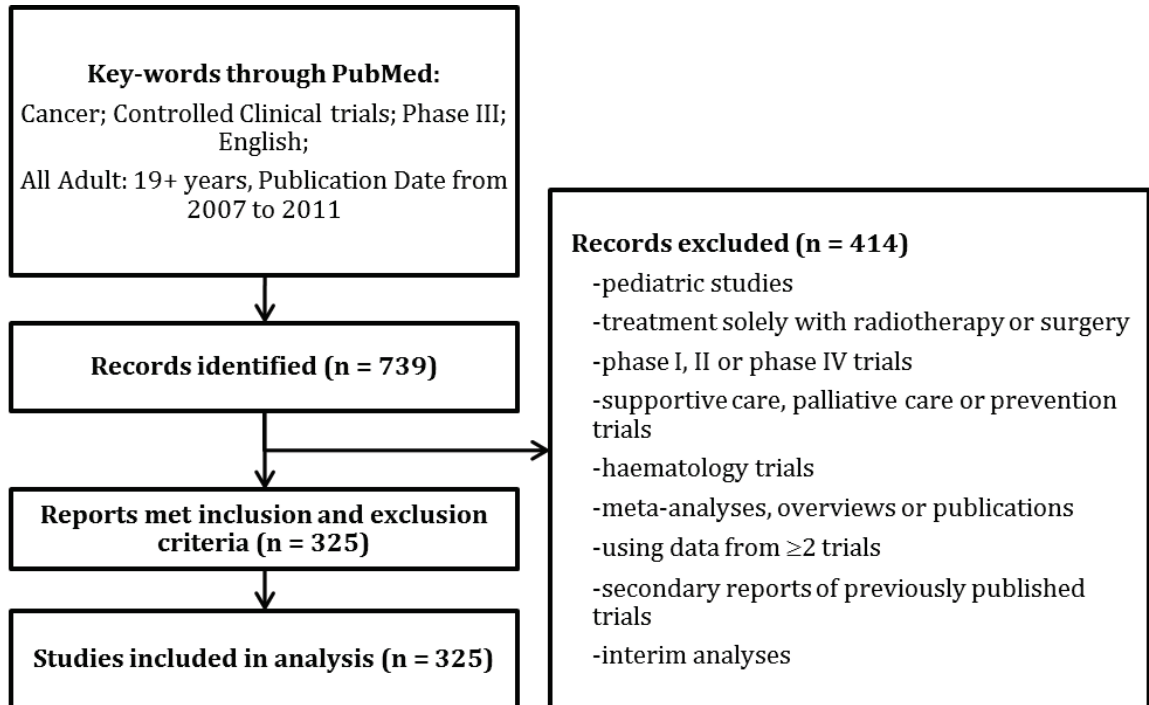 Key-words through PubMed:
Cancer; Controlled Clinical trials; Phase III;
English;
All Adult: 19+ years, Publication Date from
2007 to 2011
Records identified (n = 739)
Records excluded (n = 414)
-pediatric studies
-treatment solely with radiotherapy or surgery
-phase I, II or phase IV trials
-supportive care, palliative care or prevention
trials
-haematology trials
-meta-analyses, overviews or publications
-using data from ≥2 trials
-secondary reports of previously published
trials
-interim analyses
Reports met inclusion and exclusion
criteria (n = 325)
Studies included in analysis (n = 325)